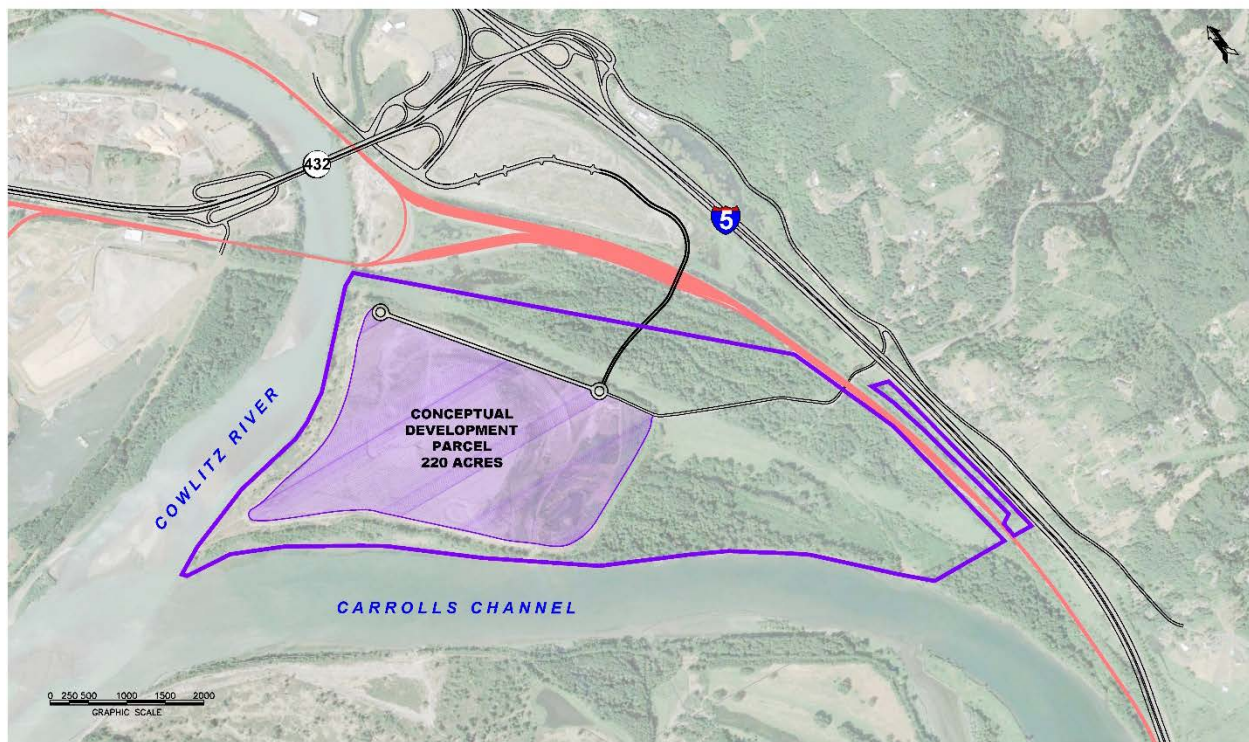 432
5
CONCEPTUAL
DEVELOPMENT
PARCEL
220 ACRES
COWLITZ RIVER
CARROLLS CHANNEL
0 250 500 1000 1500 2000
GRAPHIC SCALE